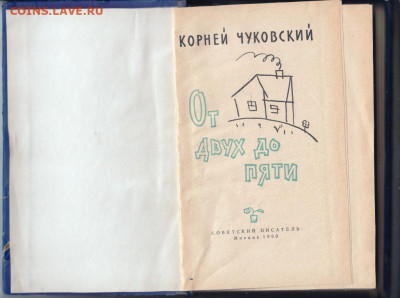 COINS.LAVE.RU
КОРНЕЙ ЧУКОВСКИЙ
От
двух до
пяти
СОВЕТСКИЙ ПИСАТЕЛЬ
Москва 1960